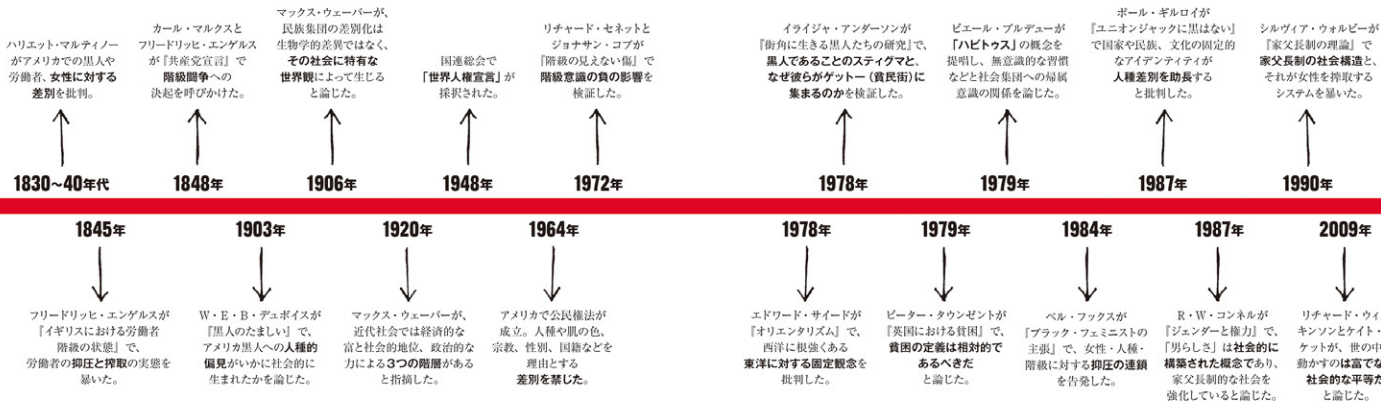 ハリエット・マルティノー
がアメリカでの黒人や
労働者、女性に対する
差別を批判。
1830〜40年代
カール・マルクスと
フリードリッヒ・エンゲルス
が『共産党宣言』で
階級闘争への
決起を呼びかけた。
1848年
マックス・ウェーバーが、
民族集団の差別化は
生物学的差異ではなく、
その社会に特有な
世界観によって生じる
と論じた。
1906年
国連総会で
「世界人権宣言」が
採択された。
1948年
リチャード・セネットと
ジョナサン・コブが
『階級の見えない傷』で
階級意識の負の影響を
検証した。
1972年
イライジャ・アンダーソンが
『街角に生きる黒人たちの研究』で、
黒人であることのスティグマと、
なぜ彼らがゲットー（貧民街）に
集まるのかを検証した。
1978年
ピエール・ブルデューが
「ハビトゥス」の概念を
提唱し、無意識的な習慣
などと社会集団への帰属
意識の関係を論じた。
1979年
ポール・ギルロイが
『ユニオンジャックに黒はない』
で国家や民族、文化の固定的
なアイデンティティが
人種差別を助長する
と批判した。
1987年
シルヴィア・ウォルビーが
『家父長制の理論』で
家父長制の社会構造と、
それが女性を搾取する
システムを暴いた。
1990年
1845年
フリードリッヒ・エンゲルスが
『イギリスにおける労働者
階級の状態』で、
労働者の抑圧と搾取の実態を
暴いた。
1903年
W・E・B・デュボイスが
『黒人のたましい』で、
アメリカ黒人への人種的
偏見がいかに社会的に
生まれたかを論じた。
1920年
マックス・ウェーバーが、
近代社会では経済的な
富と社会的地位、政治的な
力による3つの階層がある
と指摘した。
1964年
アメリカで公民権法が
成立。人種や肌の色、
宗教、性別、国籍などを
理由とする
差別を禁じた。
1978年
エドワード・サイードが
『オリエンタリズム』で、
西洋に根強くある
東洋に対する固定観念を
批判した。
1979年
ピーター・タウンゼントが
『英国における貧困』で、
貧困の定義は相対的で
あるべきだ
と論じた。
1984年
ベル・フックスが
『ブラック・フェミニストの
主張』で、女性・人種・
階級に対する抑圧の連鎖
を告発した。
1987年
R・W・コンネルが
『ジェンダーと権力』で、
「男らしさ」は社会的に
構築された概念であり、
家父長制的な社会を
強化していると論じた。
2009年
リチャード・ウィ
キンソンとケイト・
ケットが、世の中
動かすのは富でな
社会的な平等だ
と論じた。